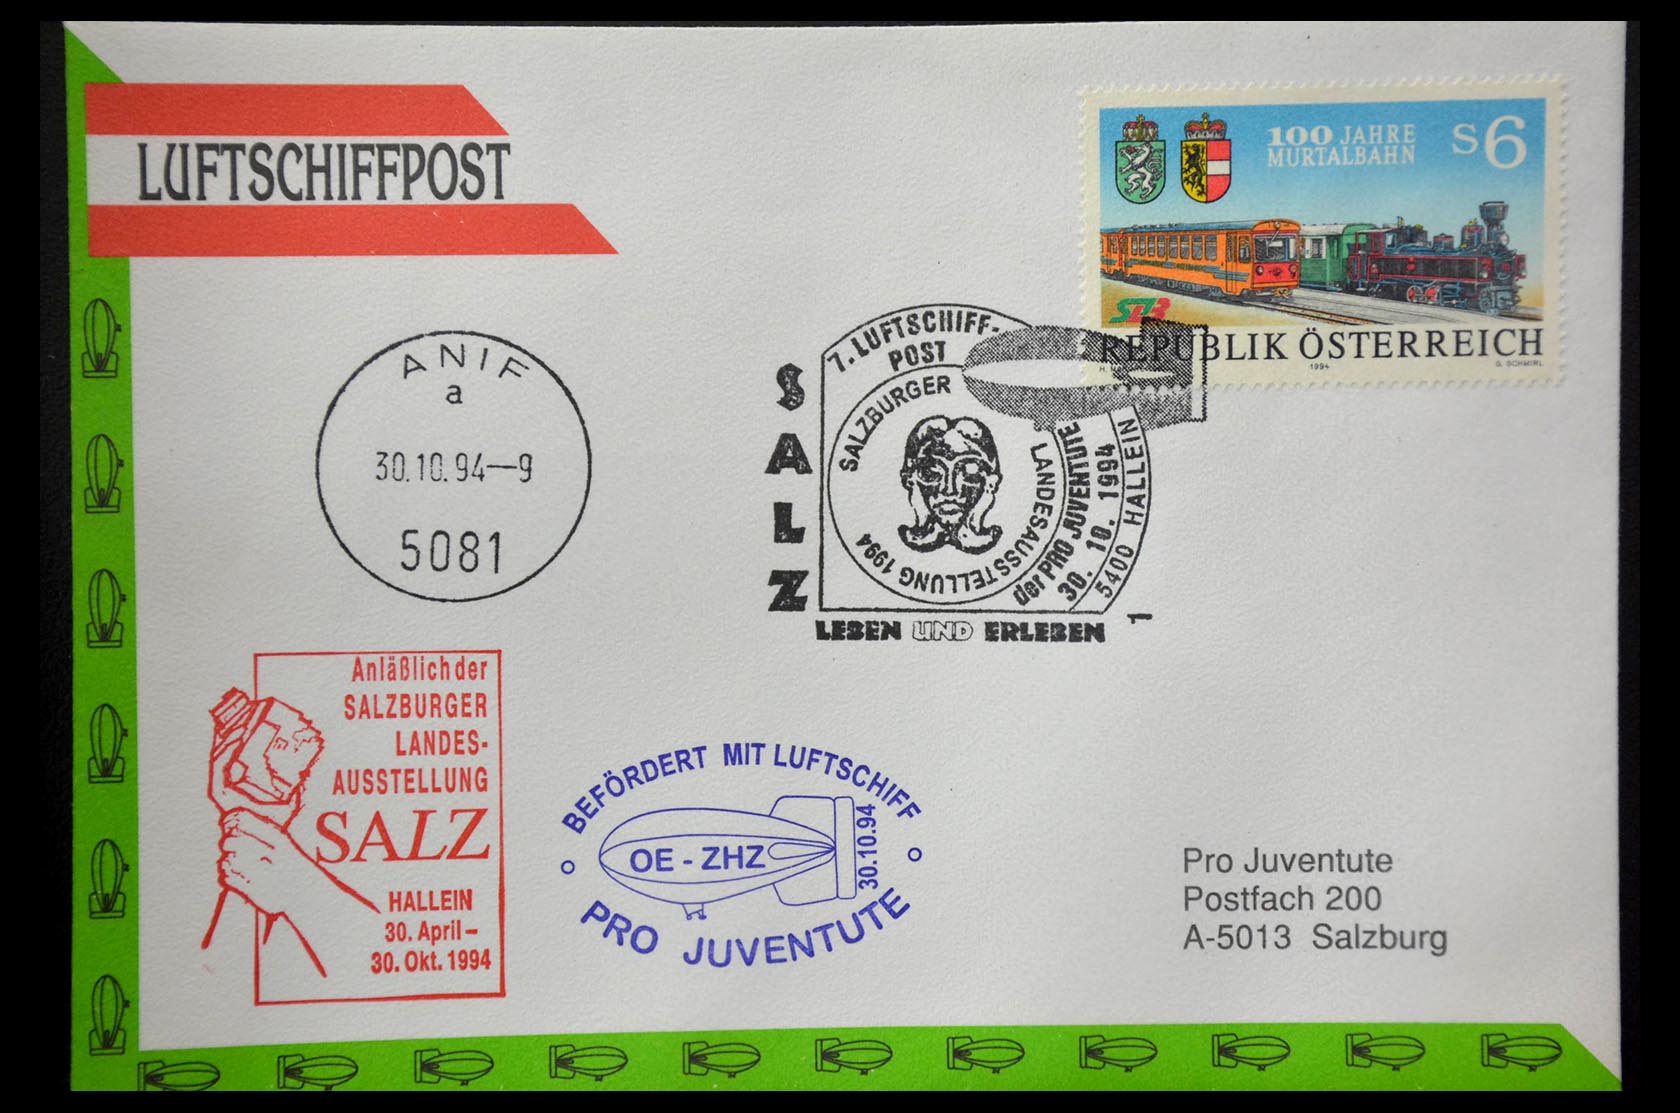 LUFTSCHIFFPOST
100 JAHRE
MURTALBAHN
S6
REPUBLIK ÖSTERREICH
1994
G. SCHMIRL
ANIF
a
30.10.94—9
5081
SALZ
7. LUFTSCHIFF-
POST
der PRO JUVENTUTE
30. 10. 1994
5400 HALLEIN
SALZBURGER LANDESAUSSTELLUNG 1994
LEBEN UND ERLEBEN
1
Anläßlich der
SALZBURGER
LANDES-
AUSSTELLUNG
SALZ
HALLEIN
30. April –
30. Okt. 1994
BEFÖRDERT MIT LUFTSCHIFF
OE - ZHZ
30.10.94
PRO JUVENTUTE
Pro Juventute
Postfach 200
A-5013 Salzburg